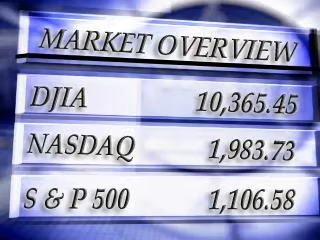 MARKET OVERVIEW
DJIA 10,365.45
NASDAQ 1,983.73
S & P 500 1,106.58